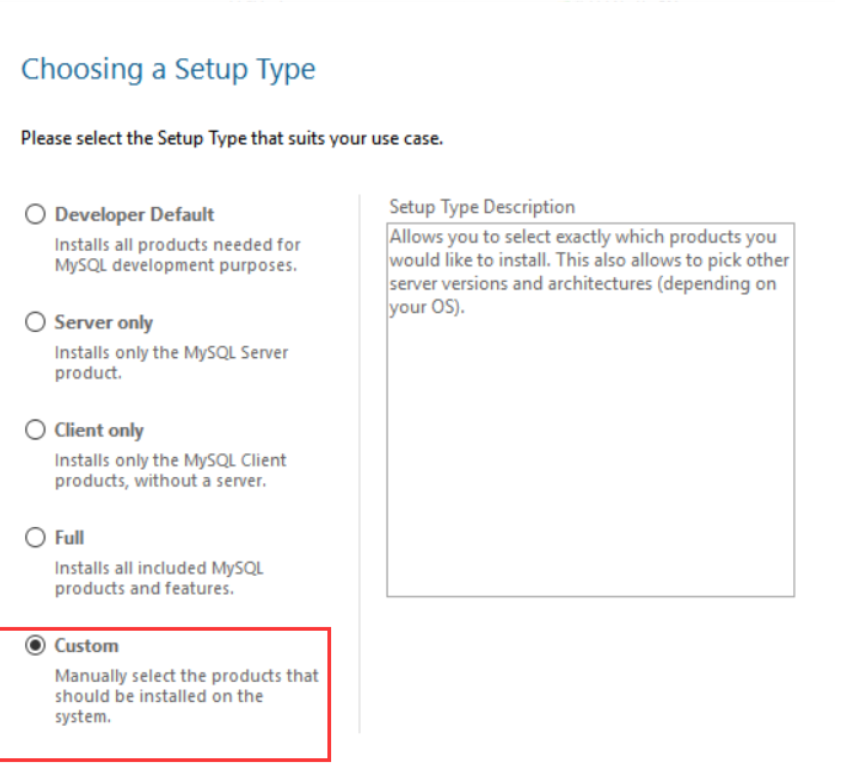 Choosing a Setup Type
Please select the Setup Type that suits your use case.
Developer Default
Installs all products needed for
MySQL development purposes.
Server only
Installs only the MySQL Server
product.
Client only
Installs only the MySQL Client
products, without a server.
Full
Installs all included MySQL
products and features.
Custom
Manually select the products that
should be installed on the
system.
Setup Type Description
Allows you to select exactly which products you
would like to install. This also allows to pick other
server versions and architectures (depending on
your OS).